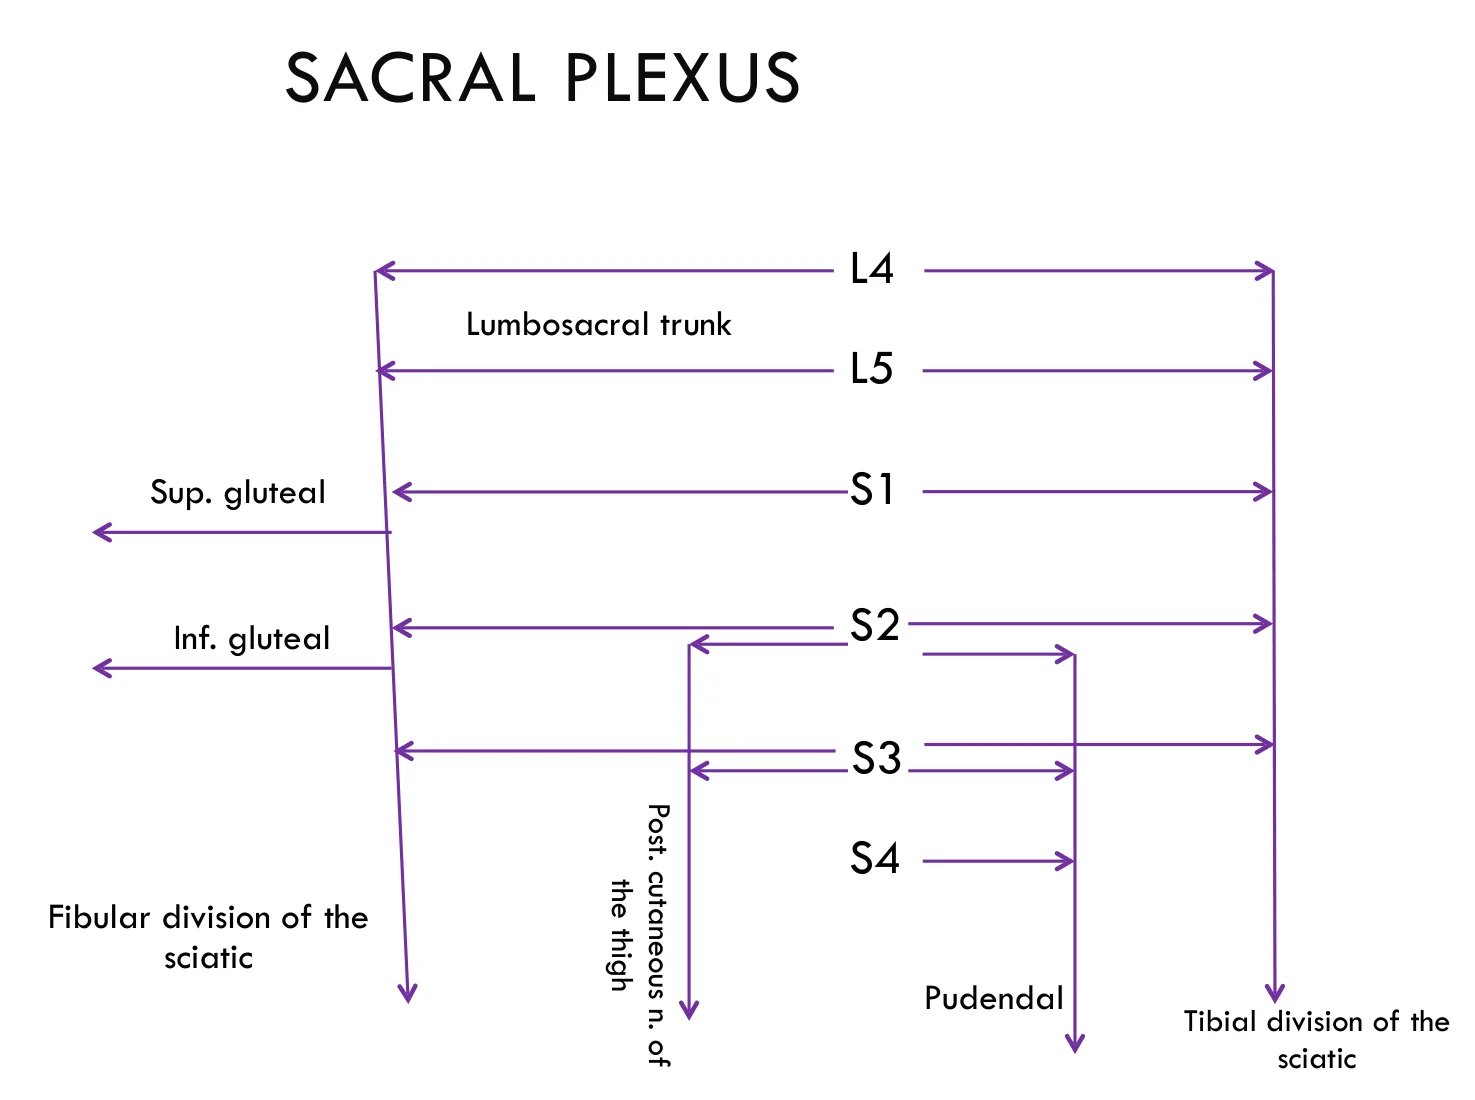 SACRAL PLEXUS
L4
Lumbosacral trunk
L5
Sup. gluteal
S1
Inf. gluteal
S2
S3
S4
Post. cutaneous n. of
the thigh
Fibular division of the
sciatic
Pudendal
Tibial division of the
sciatic